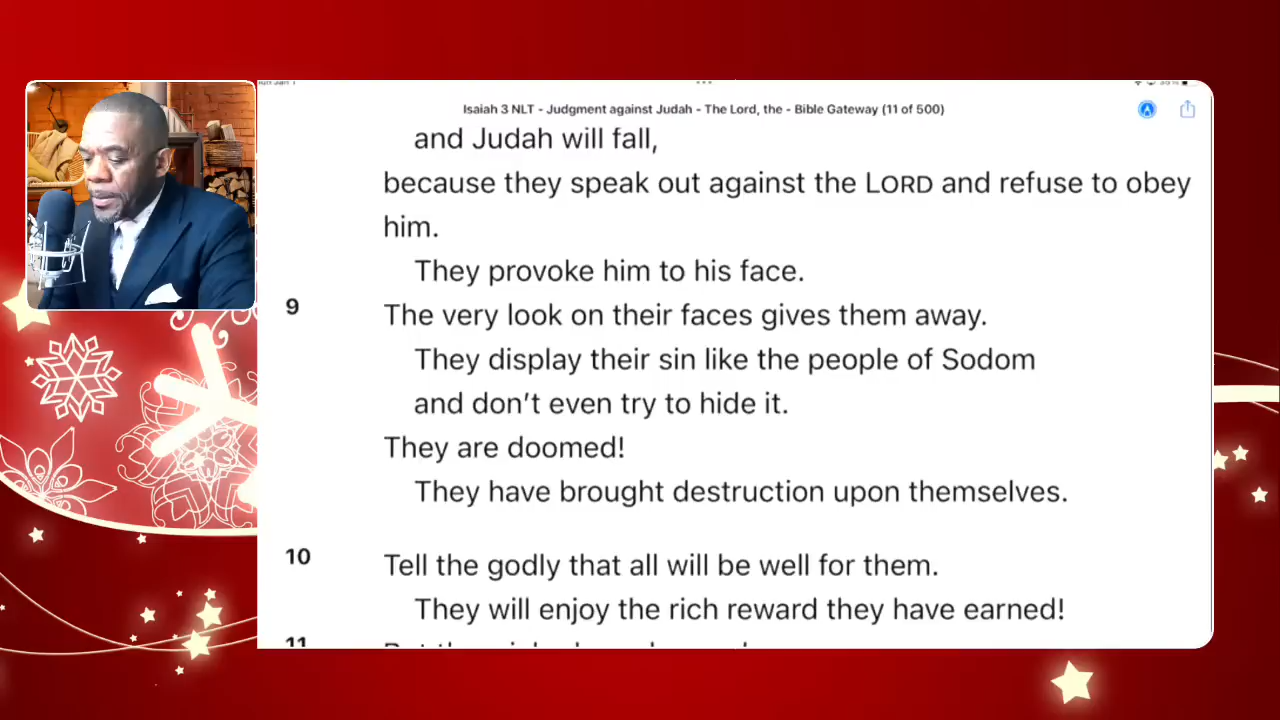 Isaiah 3 NLT - Judgment against Judah - The Lord, the - Bible Gateway (11 of 500)
and Judah will fall,
because they speak out against the LORD and refuse to obey
him.
They provoke him to his face.
9 The very look on their faces gives them away.
They display their sin like the people of Sodom
and don’t even try to hide it.
They are doomed!
They have brought destruction upon themselves.
10 Tell the godly that all will be well for them.
They will enjoy the rich reward they have earned!
11